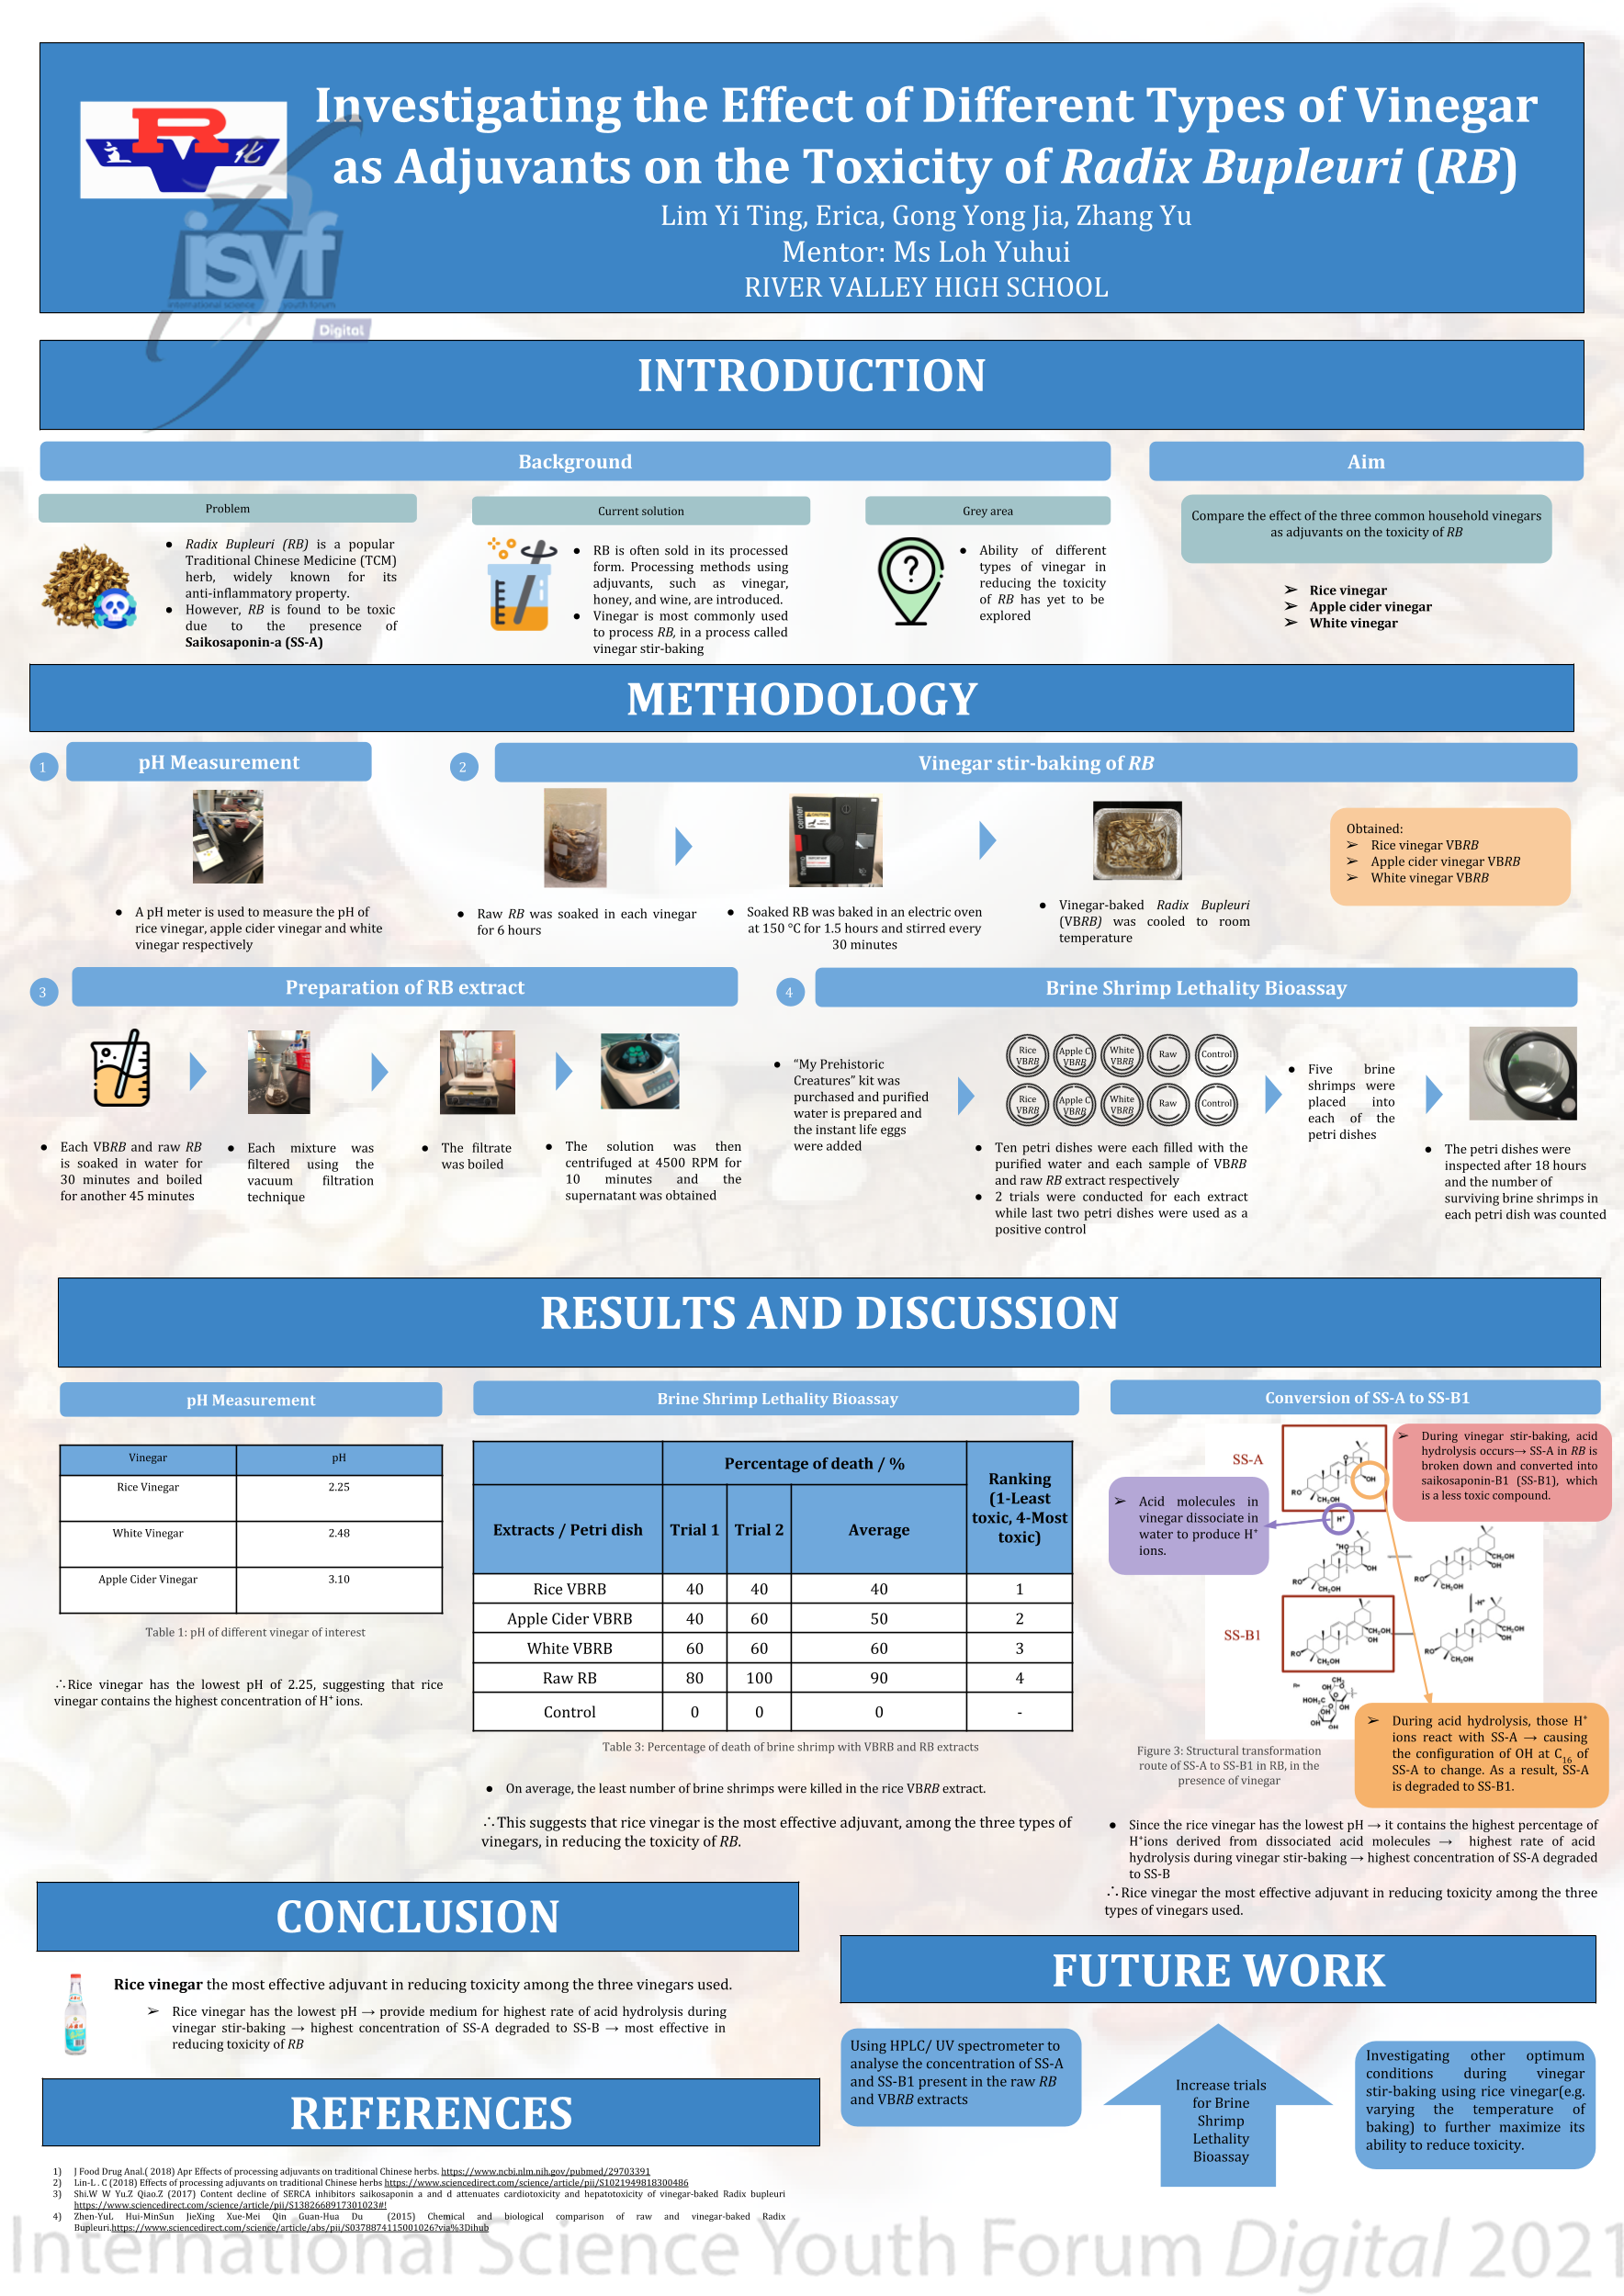 Investigating the Effect of Different Types of Vinegar
as Adjuvants on the Toxicity of Radix Bupleuri (RB)
Lim Yi Ting, Erica, Gong Yong Jia, Zhang Yu
Mentor: Ms Loh Yuhui
RIVER VALLEY HIGH SCHOOL
R
isyf
international science youth forum
Digital
INTRODUCTION
Background
Problem
● Radix Bupleuri (RB) is a popular
Traditional Chinese Medicine (TCM)
herb, widely known for its
anti-inflammatory property.
● However, RB is found to be toxic
due to the presence of
Saikosaponin-a (SS-A)
Current solution
● RB is often sold in its processed
form. Processing methods using
adjuvants, such as vinegar,
honey, and wine, are introduced.
● Vinegar is most commonly used
to process RB, in a process called
vinegar stir-baking
Grey area
?
● Ability of different
types of vinegar in
reducing the toxicity
of RB has yet to be
explored
Aim
Compare the effect of the three common household vinegars
as adjuvants on the toxicity of RB
➢ Rice vinegar
➢ Apple cider vinegar
➢ White vinegar
METHODOLOGY
1
pH Measurement
● A pH meter is used to measure the pH of
rice vinegar, apple cider vinegar and white
vinegar respectively
2
Vinegar stir-baking of RB
● Raw RB was soaked in each vinegar
for 6 hours
● Soaked RB was baked in an electric oven
at 150 °C for 1.5 hours and stirred every
30 minutes
● Vinegar-baked Radix Bupleuri
(VBRB) was cooled to room
temperature
Obtained:
➢ Rice vinegar VBRB
➢ Apple cider vinegar VBRB
➢ White vinegar VBRB
3
Preparation of RB extract
● Each VBRB and raw RB
is soaked in water for
30 minutes and boiled
for another 45 minutes
● Each mixture was
filtered using the
vacuum filtration
technique
● The filtrate
was boiled
● The solution was then
centrifuged at 4500 RPM for
10 minutes and the
supernatant was obtained
4
Brine Shrimp Lethality Bioassay
● “My Prehistoric
Creatures” kit was
purchased and purified
water is prepared and
the instant life eggs
were added
Rice VBRB Apple C VBRB White VBRB Raw Control
Rice VBRB Apple C VBRB White VBRB Raw Control
● Ten petri dishes were each filled with the
purified water and each sample of VBRB
and raw RB extract respectively
● 2 trials were conducted for each extract
while last two petri dishes were used as a
positive control
● Five brine
shrimps were
placed into
each of the
petri dishes
● The petri dishes were
inspected after 18 hours
and the number of
surviving brine shrimps in
each petri dish was counted
RESULTS AND DISCUSSION
pH Measurement
Vinegar pH
Rice Vinegar 2.25
White Vinegar 2.48
Apple Cider Vinegar 3.10
Table 1: pH of different vinegar of interest
∴Rice vinegar has the lowest pH of 2.25, suggesting that rice
vinegar contains the highest concentration of H⁺ ions.
Brine Shrimp Lethality Bioassay
Percentage of death / %
Ranking
(1-Least
toxic, 4-Most
toxic)
Extracts / Petri dish Trial 1 Trial 2 Average
Rice VBRB 40 40 40 1
Apple Cider VBRB 40 60 50 2
White VBRB 60 60 60 3
Raw RB 80 100 90 4
Control 0 0 0 -
Table 3: Percentage of death of brine shrimp with VBRB and RB extracts
● On average, the least number of brine shrimps were killed in the rice VBRB extract.
∴This suggests that rice vinegar is the most effective adjuvant, among the three types of
vinegars, in reducing the toxicity of RB.
Conversion of SS-A to SS-B1
SS-A
➢ During vinegar stir-baking, acid
hydrolysis occurs→ SS-A in RB is
broken down and converted into
saikosaponin-B1 (SS-B1), which
is a less toxic compound.
➢ Acid molecules in
vinegar dissociate in
water to produce H⁺
ions.
RO CH₂OH OH
H⁺
⁺HO
RO CH₂OH OH
RO CH₂OH CH₂OH OH
-H⁺
SS-B1
RO CH₂OH CH₂OH OH
RO CH₂OH CH₂OH OH
➢ During acid hydrolysis, those H⁺
ions react with SS-A → causing
the configuration of OH at C₁₆ of
SS-A to change. As a result, SS-A
is degraded to SS-B1.
Figure 3: Structural transformation
route of SS-A to SS-B1 in RB, in the
presence of vinegar
● Since the rice vinegar has the lowest pH → it contains the highest percentage of
H⁺ions derived from dissociated acid molecules → highest rate of acid
hydrolysis during vinegar stir-baking → highest concentration of SS-A degraded
to SS-B
∴Rice vinegar the most effective adjuvant in reducing toxicity among the three
types of vinegars used.
CONCLUSION
Rice vinegar the most effective adjuvant in reducing toxicity among the three vinegars used.
➢ Rice vinegar has the lowest pH → provide medium for highest rate of acid hydrolysis during
vinegar stir-baking → highest concentration of SS-A degraded to SS-B → most effective in
reducing toxicity of RB
FUTURE WORK
Using HPLC/ UV spectrometer to
analyse the concentration of SS-A
and SS-B1 present in the raw RB
and VBRB extracts
Increase trials
for Brine
Shrimp
Lethality
Bioassay
Investigating other optimum
conditions during vinegar
stir-baking using rice vinegar(e.g.
varying the temperature of
baking) to further maximize its
ability to reduce toxicity.
REFERENCES
1) J Food Drug Anal.( 2018) Apr Effects of processing adjuvants on traditional Chinese herbs. https://www.ncbi.nlm.nih.gov/pubmed/29703391
2) Lin-L . C (2018) Effects of processing adjuvants on traditional Chinese herbs https://www.sciencedirect.com/science/article/pii/S1021949818300486
3) Shi.W W Yu.Z Qiao.Z (2017) Content decline of SERCA inhibitors saikosaponin a and d attenuates cardiotoxicity and hepatotoxicity of vinegar-baked Radix bupleuri
https://www.sciencedirect.com/science/article/pii/S1382668917301023#!
4) Zhen-YuL Hui-MinSun JieXing Xue-Mei Qin Guan-Hua Du (2015) Chemical and biological comparison of raw and vinegar-baked Radix
Bupleuri.https://www.sciencedirect.com/science/article/abs/pii/S0378874115001026?via%3Dihub
International Science Youth Forum Digital 2021